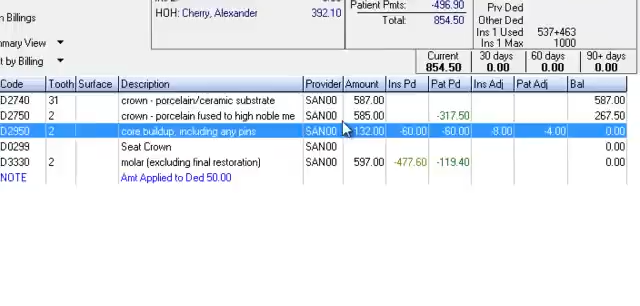 Patient Pmts: -496.90
Total: 854.50
HOH: Cherry, Alexander 392.10
Prv Ded
Other Ded
Ins 1 Used 537+463
Ins 1 Max 1000
n Billings
mmary View
t by Billing
Current 30 days 60 days 90+ days
854.50 0.00 0.00 0.00
Code Tooth Surface Description Provider Amount Ins Pd Pat Pd Ins Adj Pat Adj Bal
D2740 31 crown - porcelain/ceramic substrate SAN00 587.00 587.00
D2750 2 crown - porcelain fused to high noble me SAN00 585.00 -317.50 267.50
D2950 2 core buildup, including any pins SAN00 132.00 -60.00 -60.00 -8.00 -4.00 0.00
D0299 Seat Crown SAN00 0.00
D3330 2 molar (excluding final restoration) SAN00 597.00 -477.60 -119.40 0.00
NOTE Amt Applied to Ded 50.00